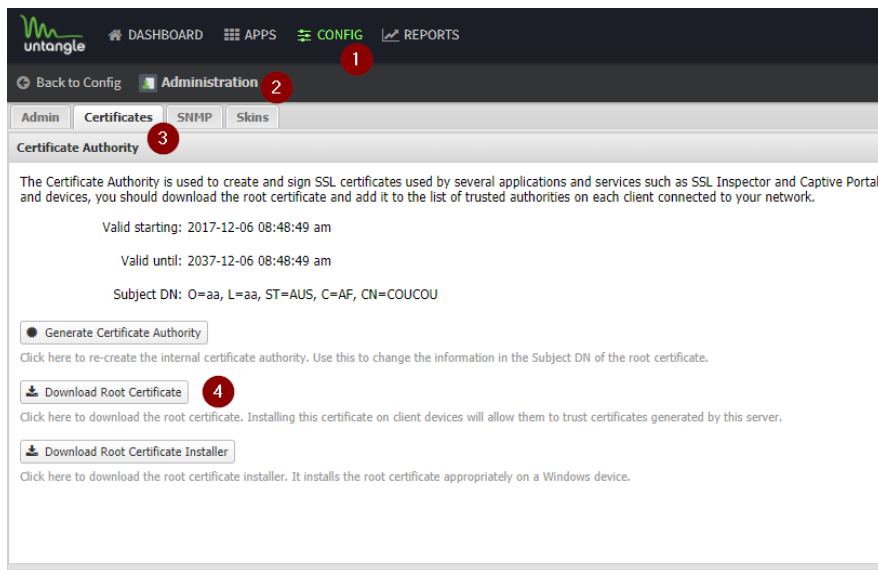 untangle DASHBOARD APPS CONFIG REPORTS
1
Back to Config Administration 2
Admin Certificates SNMP Skins
3
Certificate Authority
The Certificate Authority is used to create and sign SSL certificates used by several applications and services such as SSL Inspector and Captive Portal
and devices, you should download the root certificate and add it to the list of trusted authorities on each client connected to your network.
Valid starting: 2017-12-06 08:48:49 am
Valid until: 2037-12-06 08:48:49 am
Subject DN: O=aa, L=aa, ST=AUS, C=AF, CN=COUCOU
Generate Certificate Authority
Click here to re-create the internal certificate authority. Use this to change the information in the Subject DN of the root certificate.
Download Root Certificate 4
Click here to download the root certificate. Installing this certificate on client devices will allow them to trust certificates generated by this server.
Download Root Certificate Installer
Click here to download the root certificate installer. It installs the root certificate appropriately on a Windows device.